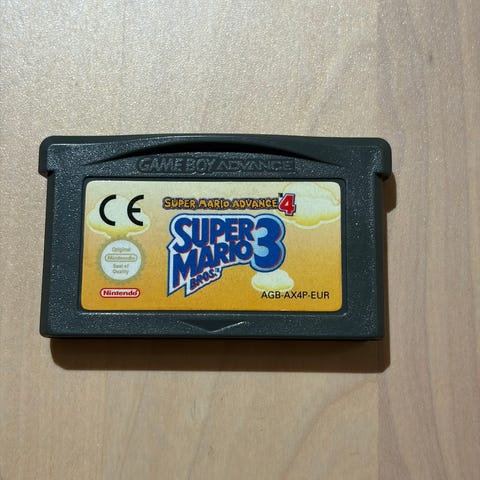 GAME BOY ADVANCE
CE
SUPER MARIO ADVANCE 4
SUPER
MARIO
BROS. 3
Original
Nintendo
Seal of
Quality
Nintendo
AGB-AX4P-EUR